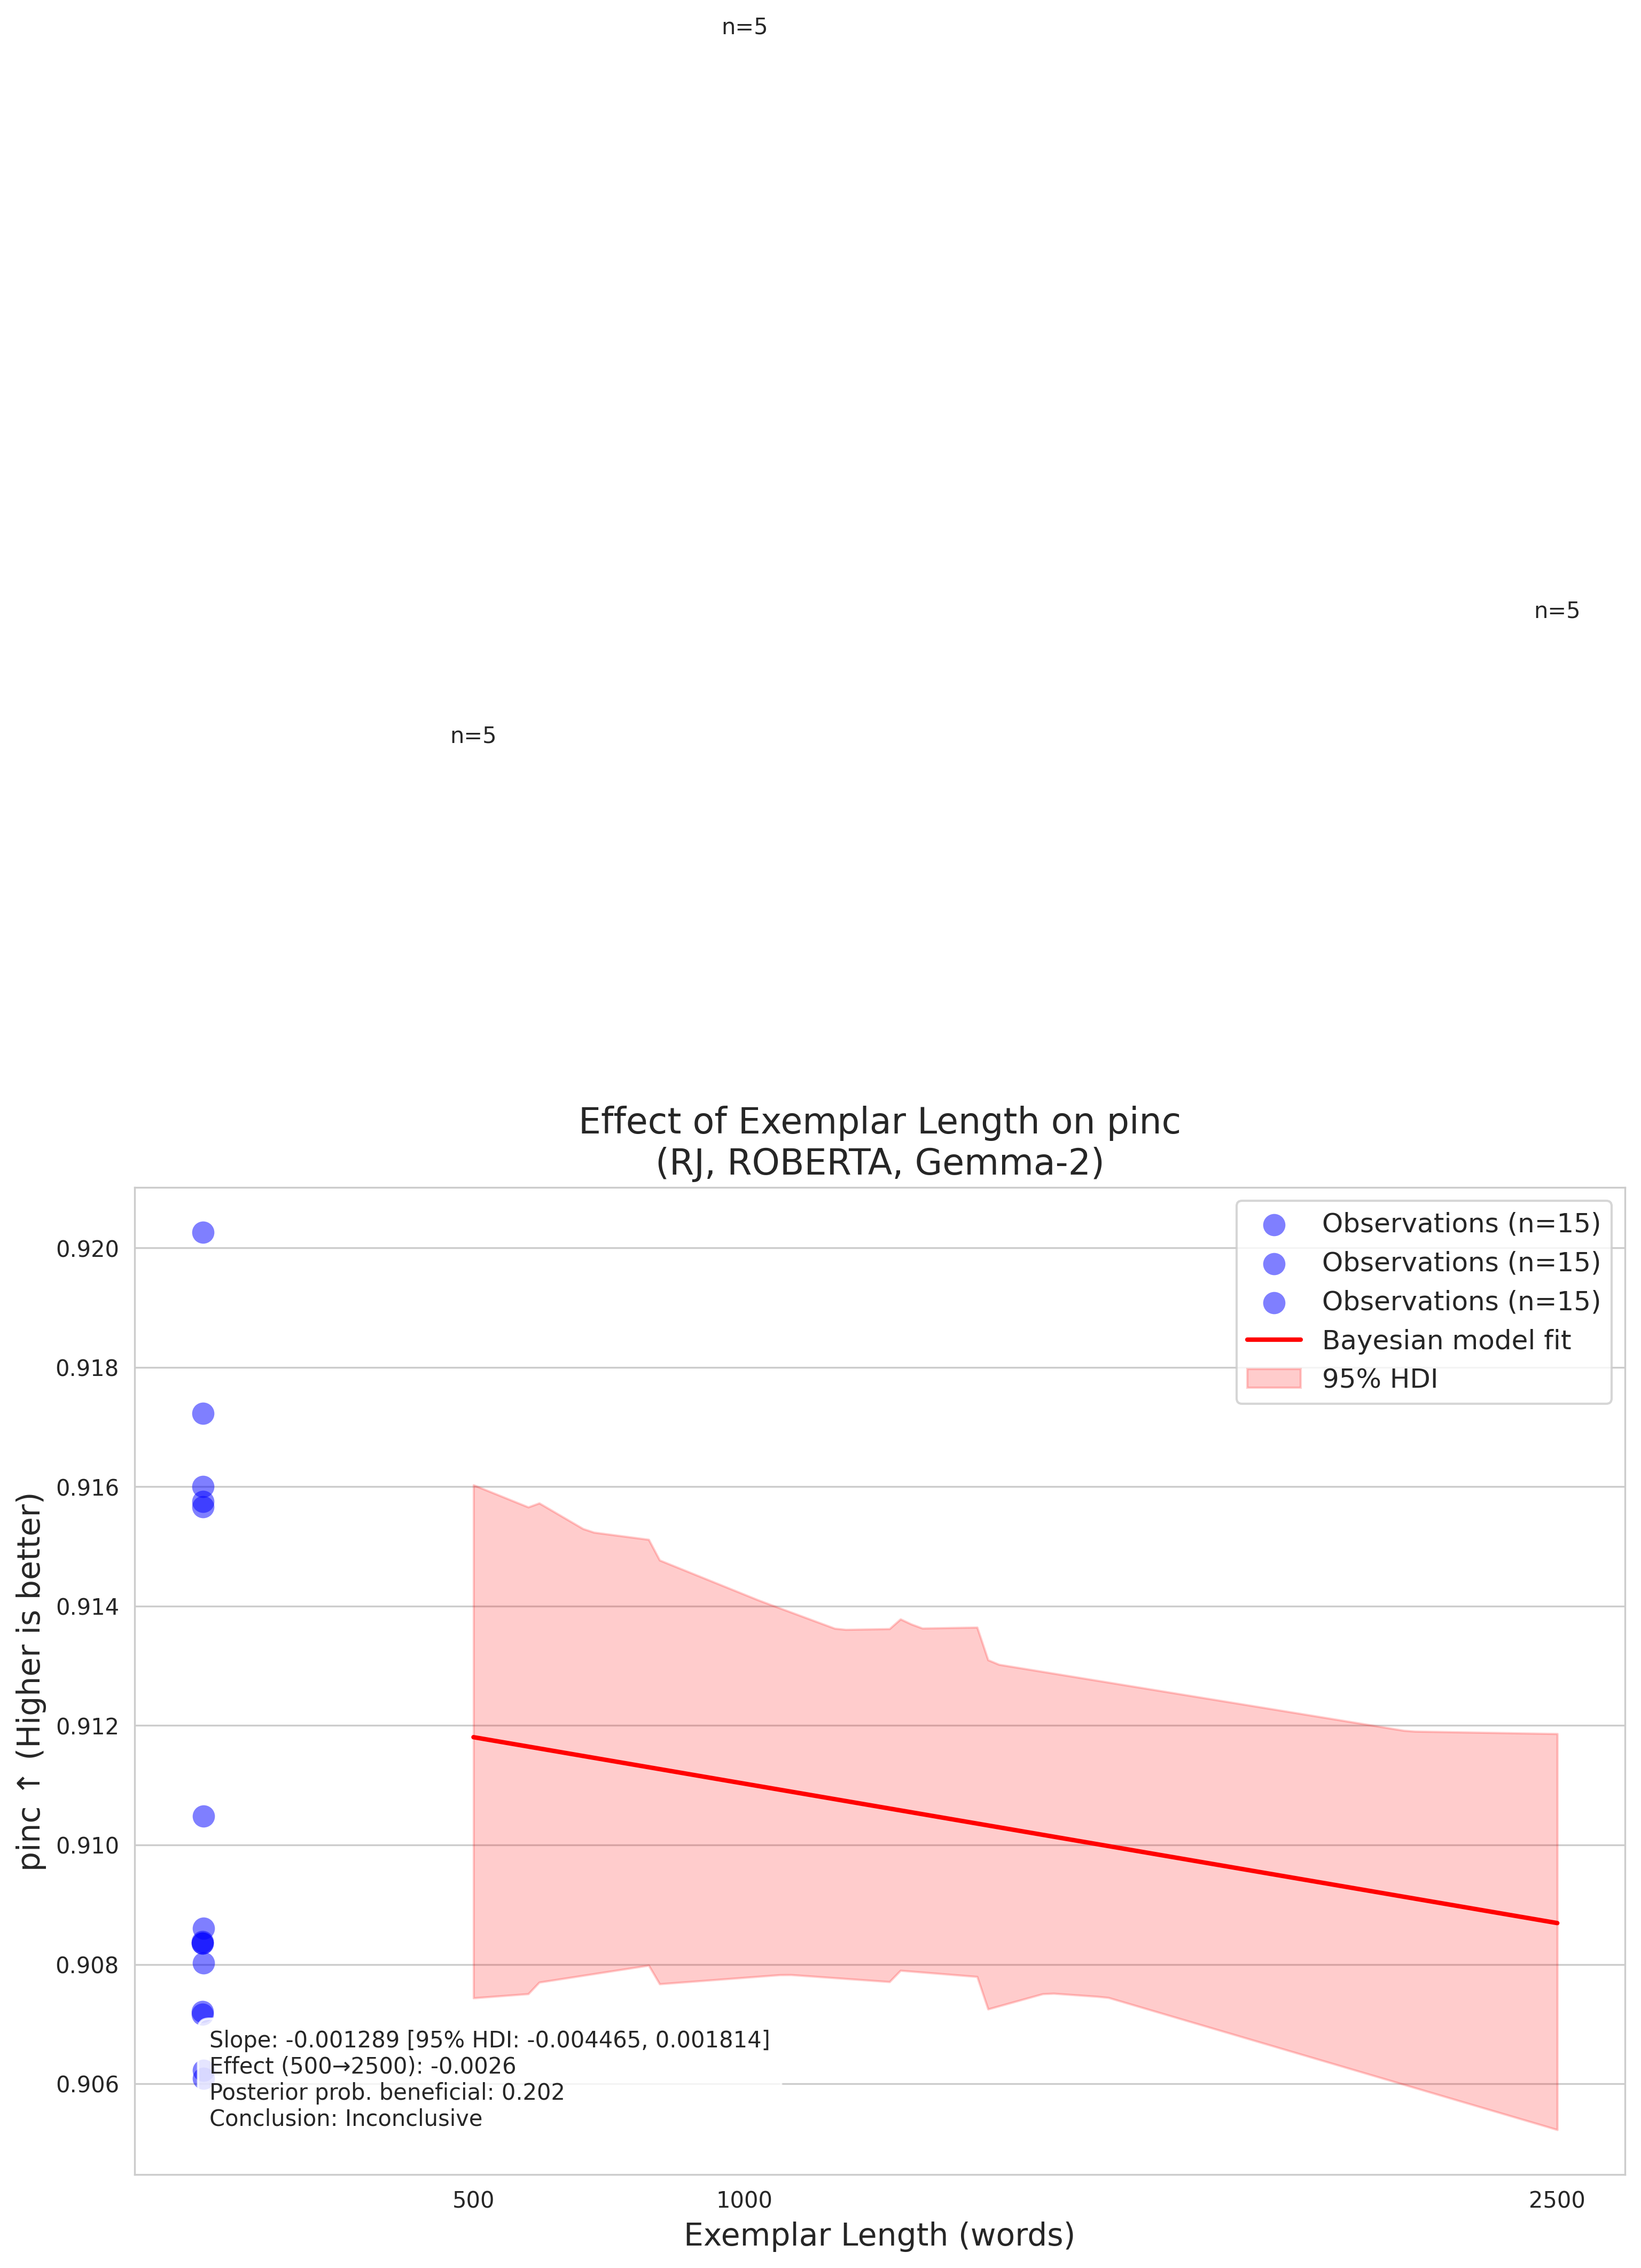 n=5
n=5
n=5
Effect of Exemplar Length on pinc
(RJ, ROBERTA, Gemma-2)
Observations (n=15)
Observations (n=15)
Observations (n=15)
Bayesian model fit
95% HDI
pinc ↑ (Higher is better)
0.920
0.918
0.916
0.914
0.912
0.910
0.908
0.906
Slope: -0.001289 [95% HDI: -0.004465, 0.001814]
Effect (500→2500): -0.0026
Posterior prob. beneficial: 0.202
Conclusion: Inconclusive
500
1000
2500
Exemplar Length (words)